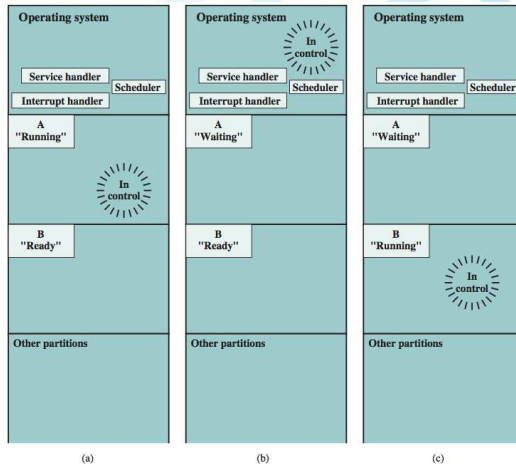 Operating system
Service handler
Scheduler
Interrupt handler
A
"Running"
In
control
B
"Ready"
Other partitions
(a)
Operating system
In
control
Service handler
Scheduler
Interrupt handler
A
"Waiting"
B
"Ready"
Other partitions
(b)
Operating system
Service handler
Scheduler
Interrupt handler
A
"Waiting"
B
"Running"
In
control
Other partitions
(c)